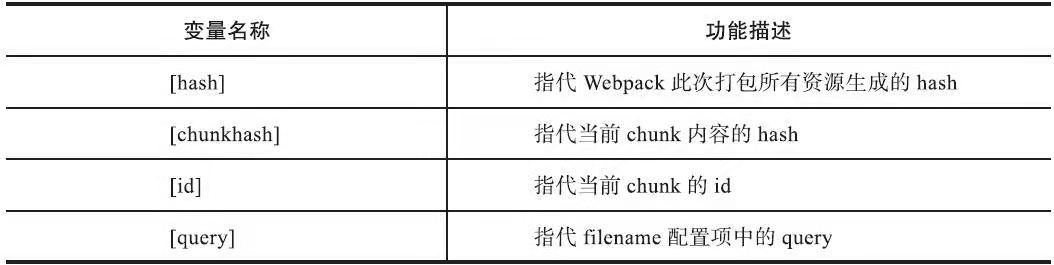 变量名称 功能描述
[hash] 指代 Webpack 此次打包所有资源生成的 hash
[chunkhash] 指代当前 chunk 内容的 hash
[id] 指代当前 chunk 的 id
[query] 指代 filename 配置项中的 query